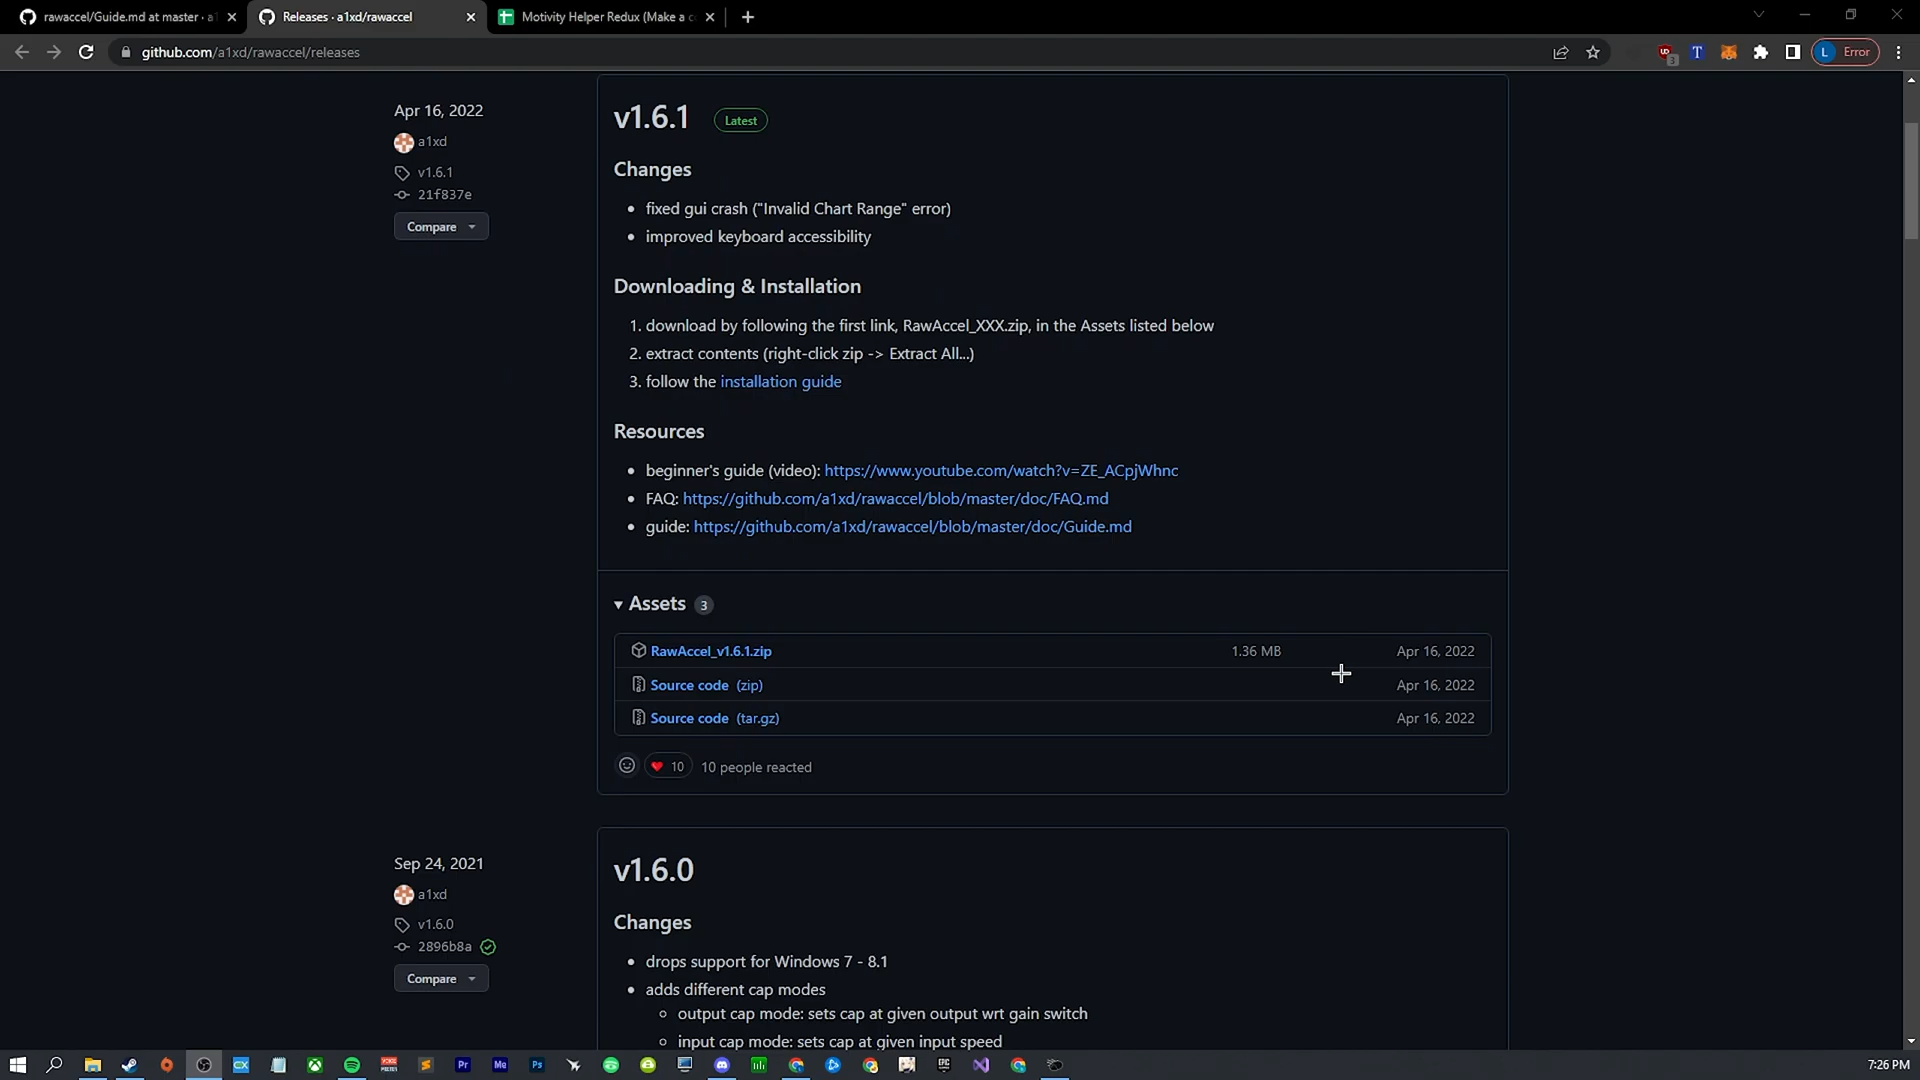 rawaccel/Guide.md at master · a1
Releases · a1xd/rawaccel
Motivity Helper Redux (Make a c
github.com/a1xd/rawaccel/releases
3
L Error
Apr 16, 2022
a1xd
v1.6.1
21f837e
Compare
v1.6.1 Latest
Changes
fixed gui crash ("Invalid Chart Range" error)
improved keyboard accessibility
Downloading & Installation
1. download by following the first link, RawAccel_XXX.zip, in the Assets listed below
2. extract contents (right-click zip -> Extract All...)
3. follow the installation guide
Resources
beginner's guide (video): https://www.youtube.com/watch?v=ZE_ACpjWhnc
FAQ: https://github.com/a1xd/rawaccel/blob/master/doc/FAQ.md
guide: https://github.com/a1xd/rawaccel/blob/master/doc/Guide.md
Assets 3
RawAccel_v1.6.1.zip 1.36 MB Apr 16, 2022
Source code (zip) Apr 16, 2022
Source code (tar.gz) Apr 16, 2022
10 10 people reacted
Sep 24, 2021
a1xd
v1.6.0
2896b8a
Compare
v1.6.0
Changes
drops support for Windows 7 - 8.1
adds different cap modes
output cap mode: sets cap at given output wrt gain switch
input cap mode: sets cap at given input speed
CX
Pr
Me
Ps
EPIC
7:26 PM